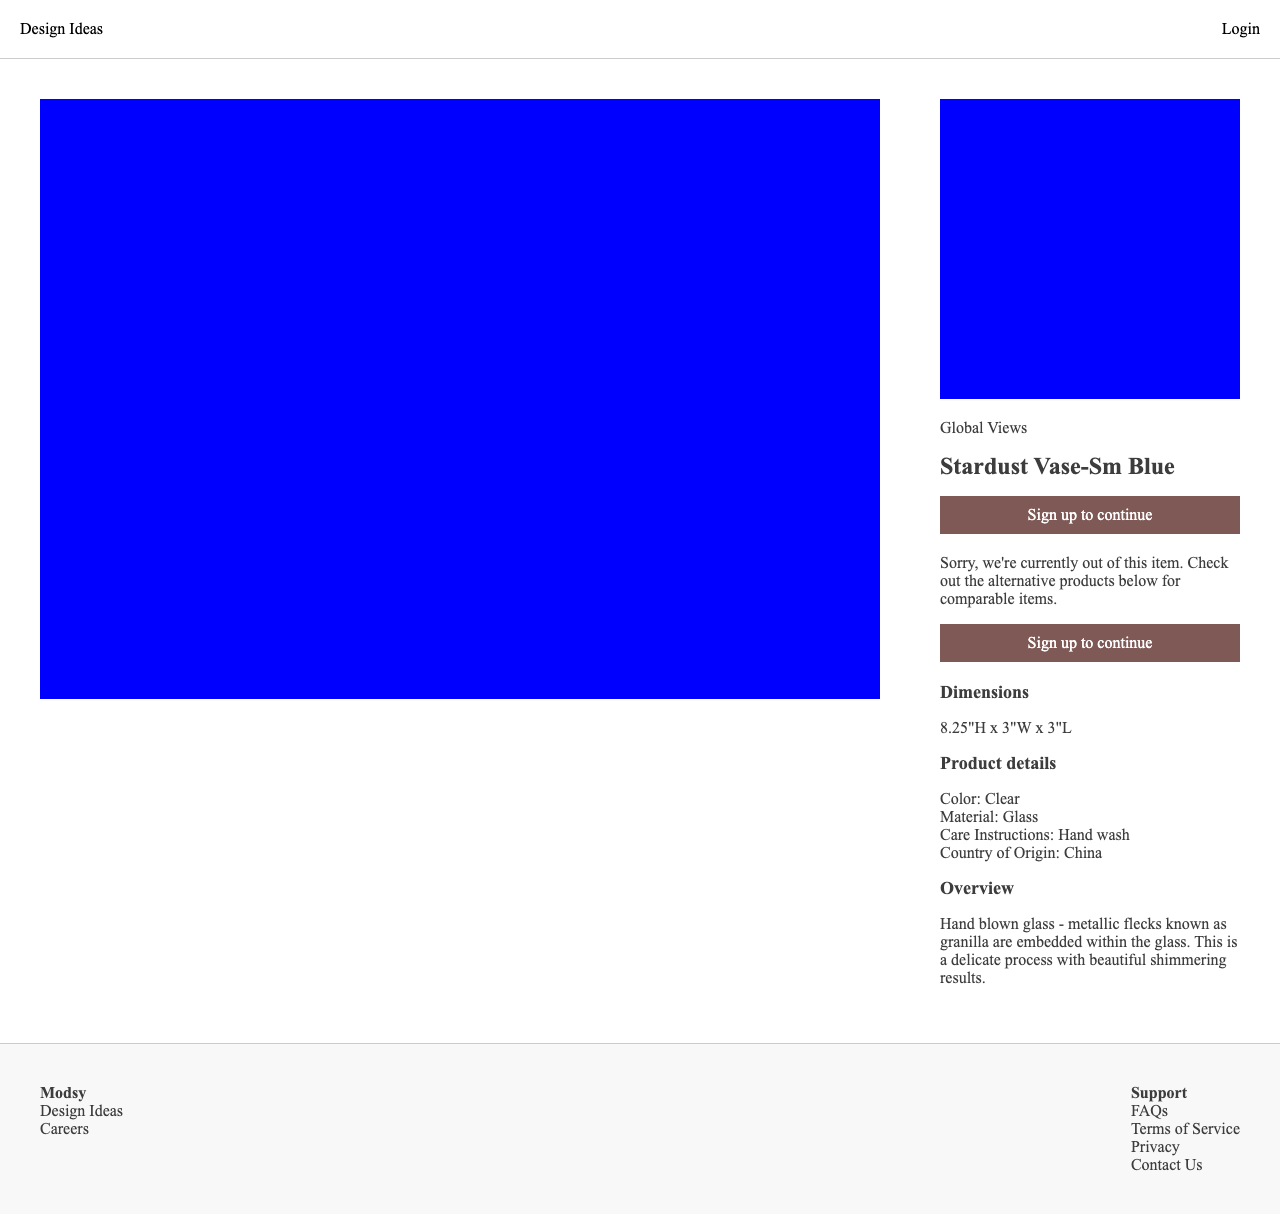 Design Ideas
Login
Global Views
Stardust Vase-Sm Blue
Sign up to continue
Sorry, we're currently out of this item. Check
out the alternative products below for
comparable items.
Sign up to continue
Dimensions
8.25"H x 3"W x 3"L
Product details
Color: Clear
Material: Glass
Care Instructions: Hand wash
Country of Origin: China
Overview
Hand blown glass - metallic flecks known as
granilla are embedded within the glass. This is
a delicate process with beautiful shimmering
results.
Modsy
Design Ideas
Careers
Support
FAQs
Terms of Service
Privacy
Contact Us